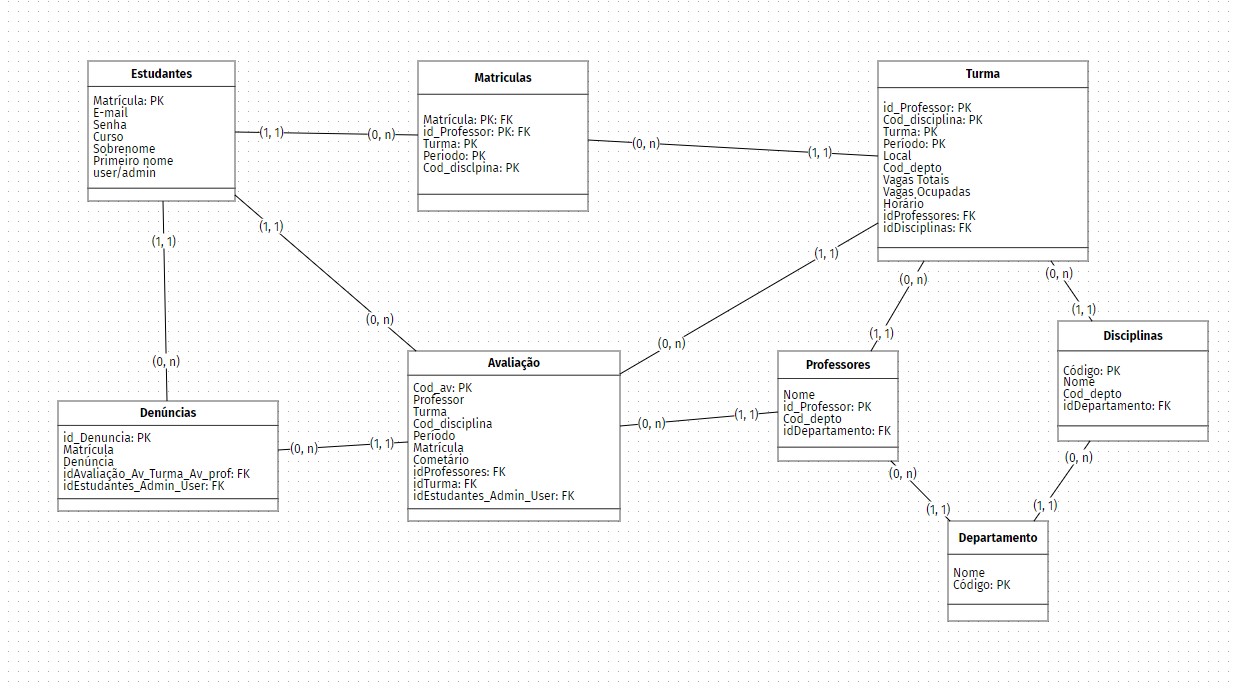 Estudantes
Matrícula: PK
E-mail
Senha
Curso
Sobrenome
Primeiro nome
user/admin
(1, 1)
(0, n)
Matriculas
Matrícula: PK: FK
id_Professor: PK: FK
Turma: PK
Período: PK
Cod_disclpina: PK
(0, n)
(1, 1)
Turma
id_Professor: PK
Cod_disciplina: PK
Turma: PK
Período: PK
Local
Cod_depto
Vagas Totais
Vagas Ocupadas
Horário
idProfessores: FK
idDisciplinas: FK
(1, 1)
(1, 1)
(0, n)
(0, n)
(1, 1)
(0, n)
(0, n)
(1, 1)
(0, n)
(1, 1)
Denúncias
id_Denuncia: PK
Matrícula
Denúncia
idAvaliação_Av_Turma_Av_prof: FK
idEstudantes_Admin_User: FK
(0, n)
(1, 1)
Avaliação
Cod_av: PK
Professor
Turma
Cod_disciplina
Período
Matrícula
Cometário
idProfessores: FK
idTurma: FK
idEstudantes_Admin_User: FK
(0, n)
(1, 1)
Professores
Nome
id_Professor: PK
Cod_depto
idDepartamento: FK
Disciplinas
Código: PK
Nome
Cod_depto
idDepartamento: FK
(0, n)
(1, 1)
(0, n)
(1, 1)
Departamento
Nome
Código: PK